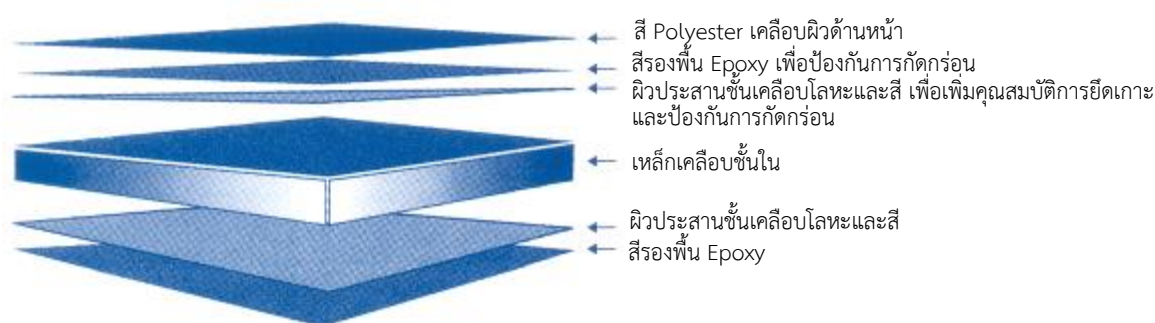 สี Polyester เคลือบผิวด้านหน้า
สีรองพื้น Epoxy เพื่อป้องกันการกัดกร่อน
ผิวประสานชั้นเคลือบโลหะและสี เพื่อเพิ่มคุณสมบัติการยึดเกาะ
และป้องกันการกัดกร่อน
เหล็กเคลือบชั้นใน
ผิวประสานชั้นเคลือบโลหะและสี
สีรองพื้น Epoxy